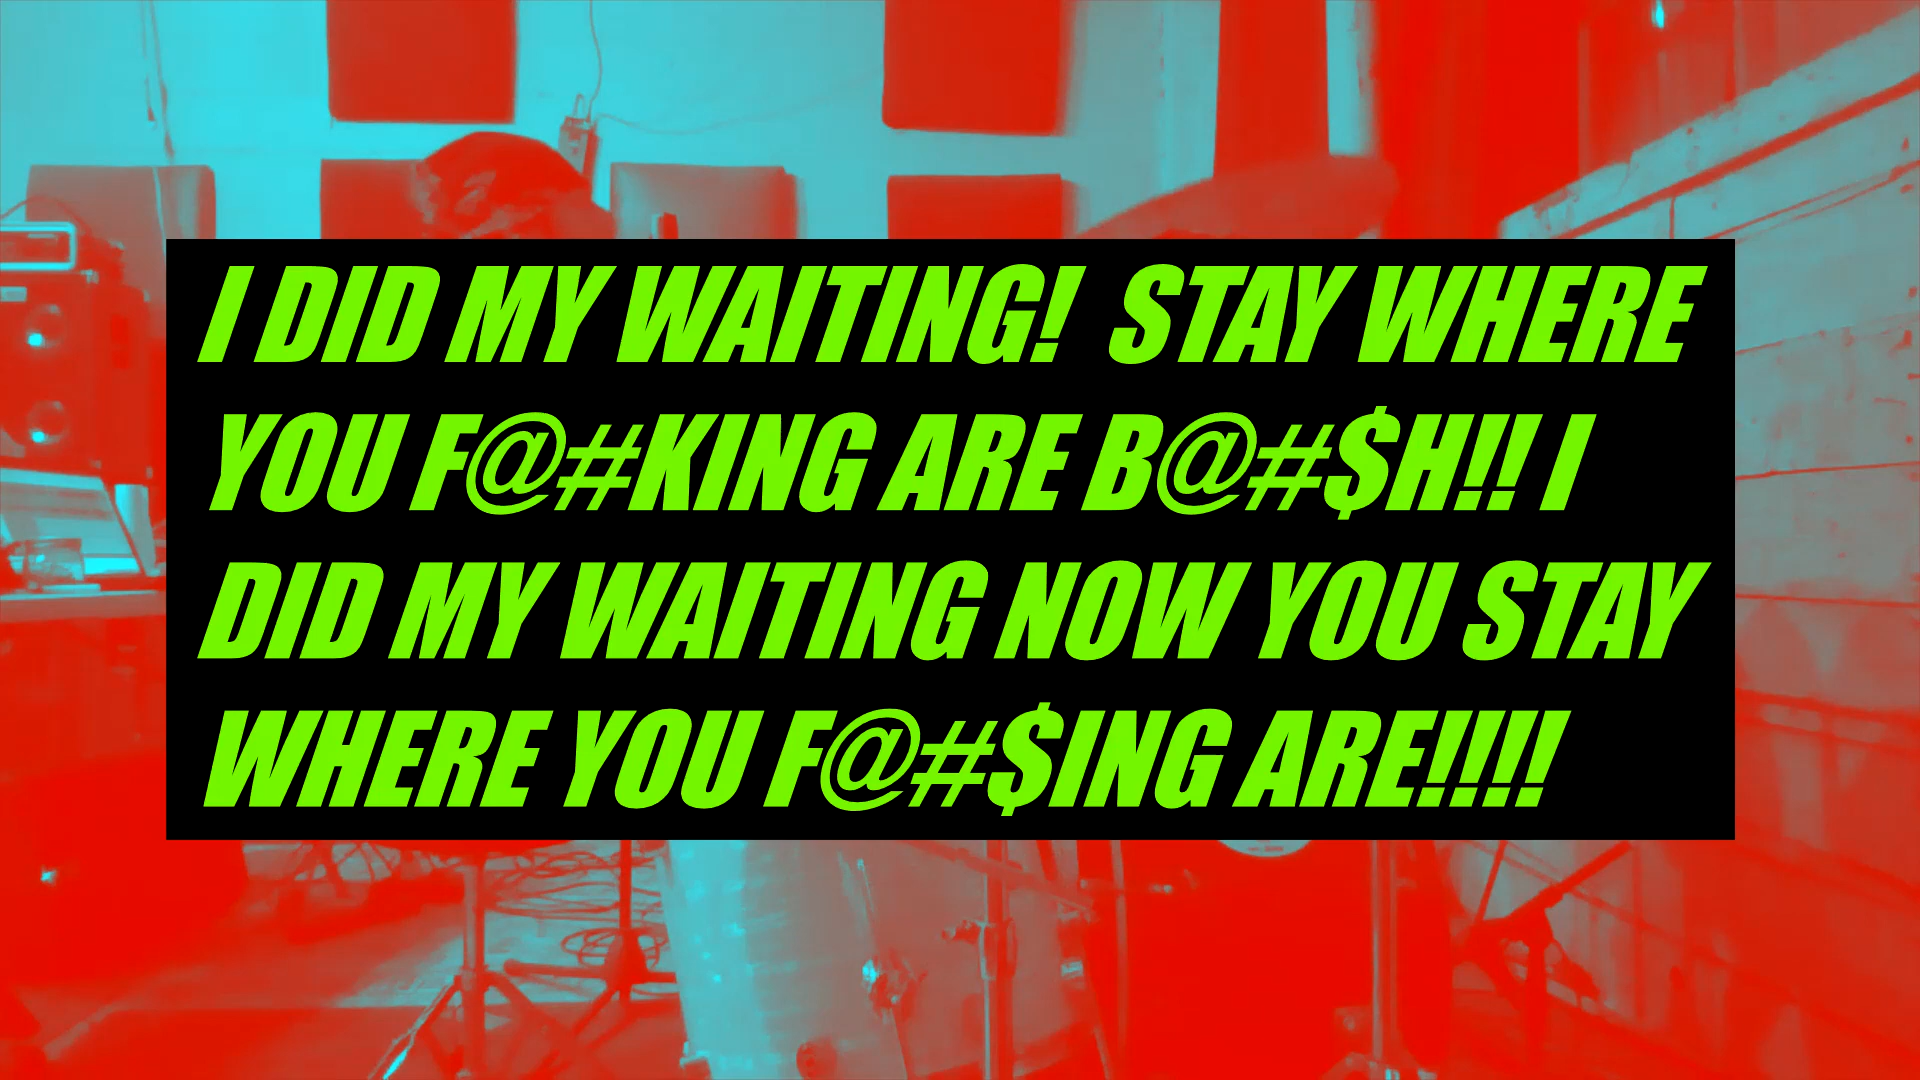 I DID MY WAITING!  STAY WHERE
YOU F@#KING ARE B@#$H!! I
DID MY WAITING NOW YOU STAY
WHERE YOU F@#$ING ARE!!!!